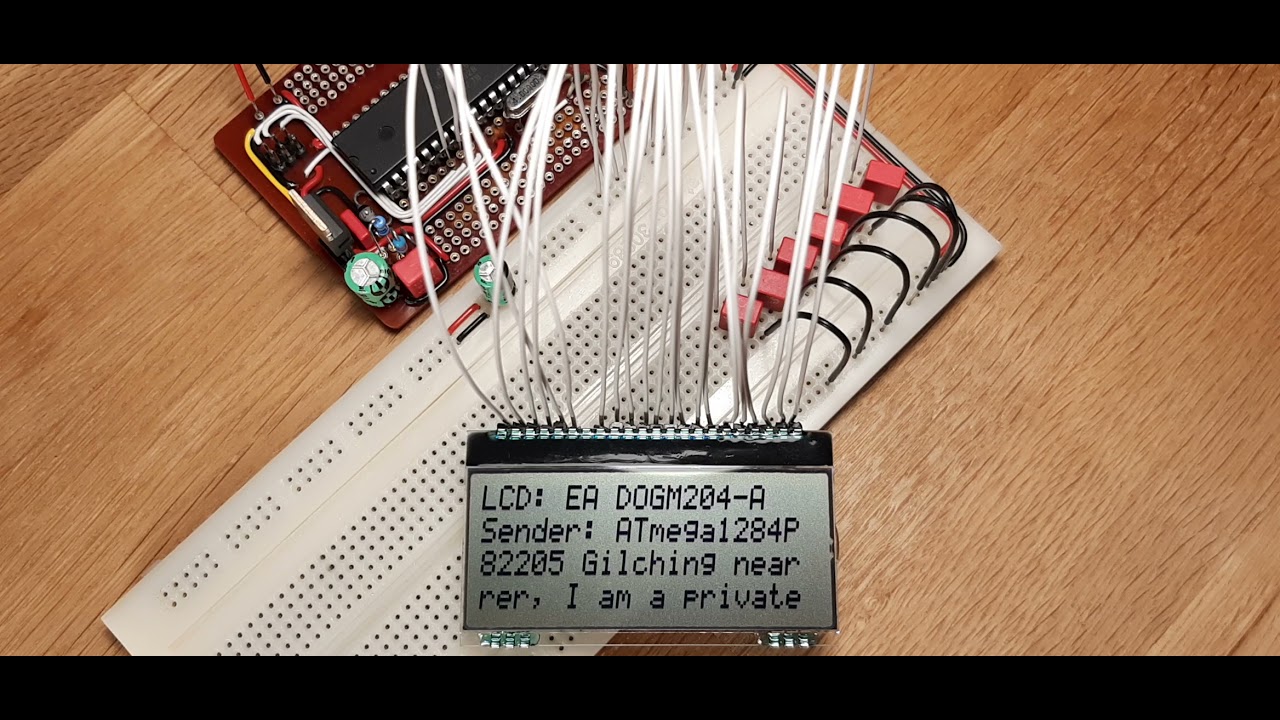 LCD: EA DOGM204-A
Sender: ATmega1284P
82205 Gilching near
rer, I am a private